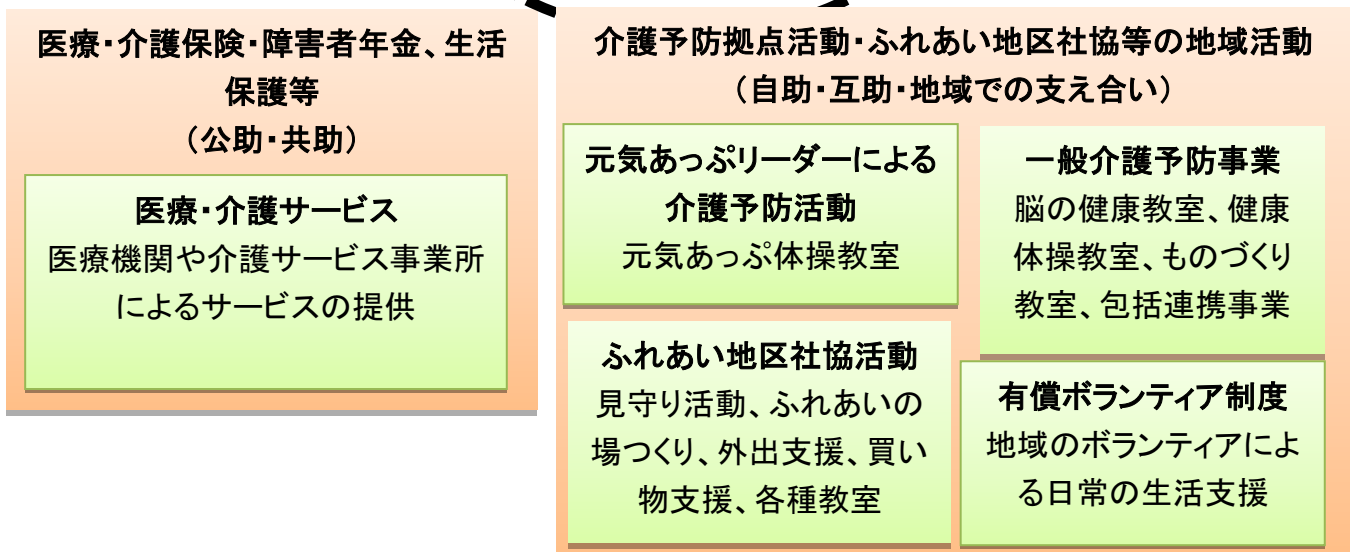 医療・介護保険・障害者年金、生活
保護等
（公助・共助）
医療・介護サービス
医療機関や介護サービス事業所
によるサービスの提供
介護予防拠点活動・ふれあい地区社協等の地域活動
（自助・互助・地域での支え合い）
元気あっぷリーダーによる
介護予防活動
元気あっぷ体操教室
一般介護予防事業
脳の健康教室、健康
体操教室、ものづくり
教室、包括連携事業
ふれあい地区社協活動
見守り活動、ふれあいの
場つくり、外出支援、買い
物支援、各種教室
有償ボランティア制度
地域のボランティアによ
る日常の生活支援